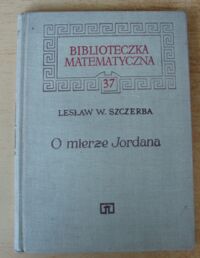 BIBLIOTECZKA
MATEMATYCZNA
37
LESŁAW W. SZCZERBA
O mierze Jordana